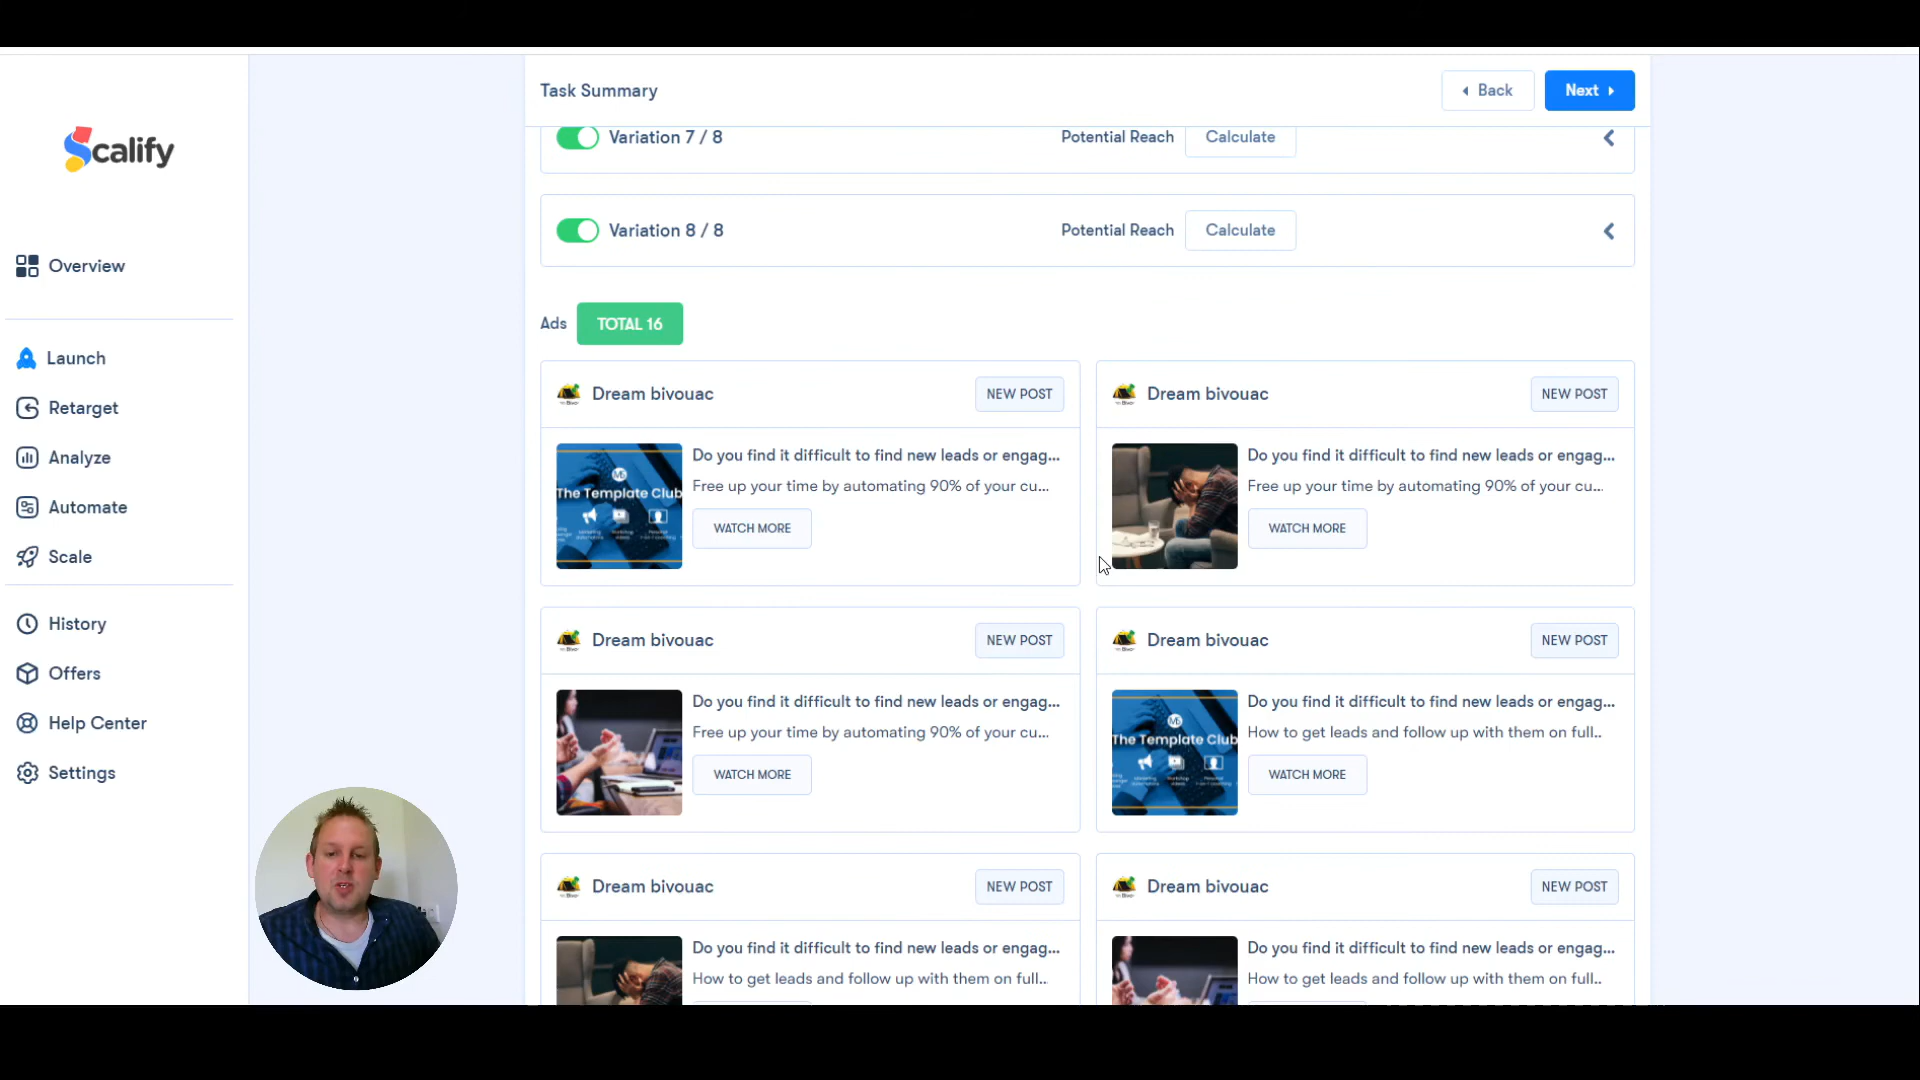 Task Summary
Back
Next
Scalify
Variation 7 / 8
Potential Reach
Calculate
Variation 8 / 8
Potential Reach
Calculate
Overview
Launch
Retarget
Analyze
Automate
Scale
History
Offers
Help Center
Settings
Ads
TOTAL 16
Dream bivouac
NEW POST
The Template Club
Do you find it difficult to find new leads or engag...
Free up your time by automating 90% of your cu...
WATCH MORE
Dream bivouac
NEW POST
Do you find it difficult to find new leads or engag...
Free up your time by automating 90% of your cu...
WATCH MORE
Dream bivouac
NEW POST
Do you find it difficult to find new leads or engag...
Free up your time by automating 90% of your cu...
WATCH MORE
Dream bivouac
NEW POST
The Template Club
Do you find it difficult to find new leads or engag...
How to get leads and follow up with them on full..
WATCH MORE
Dream bivouac
NEW POST
Do you find it difficult to find new leads or engag...
How to get leads and follow up with them on full..
Dream bivouac
NEW POST
Do you find it difficult to find new leads or engag...
How to get leads and follow up with them on full..